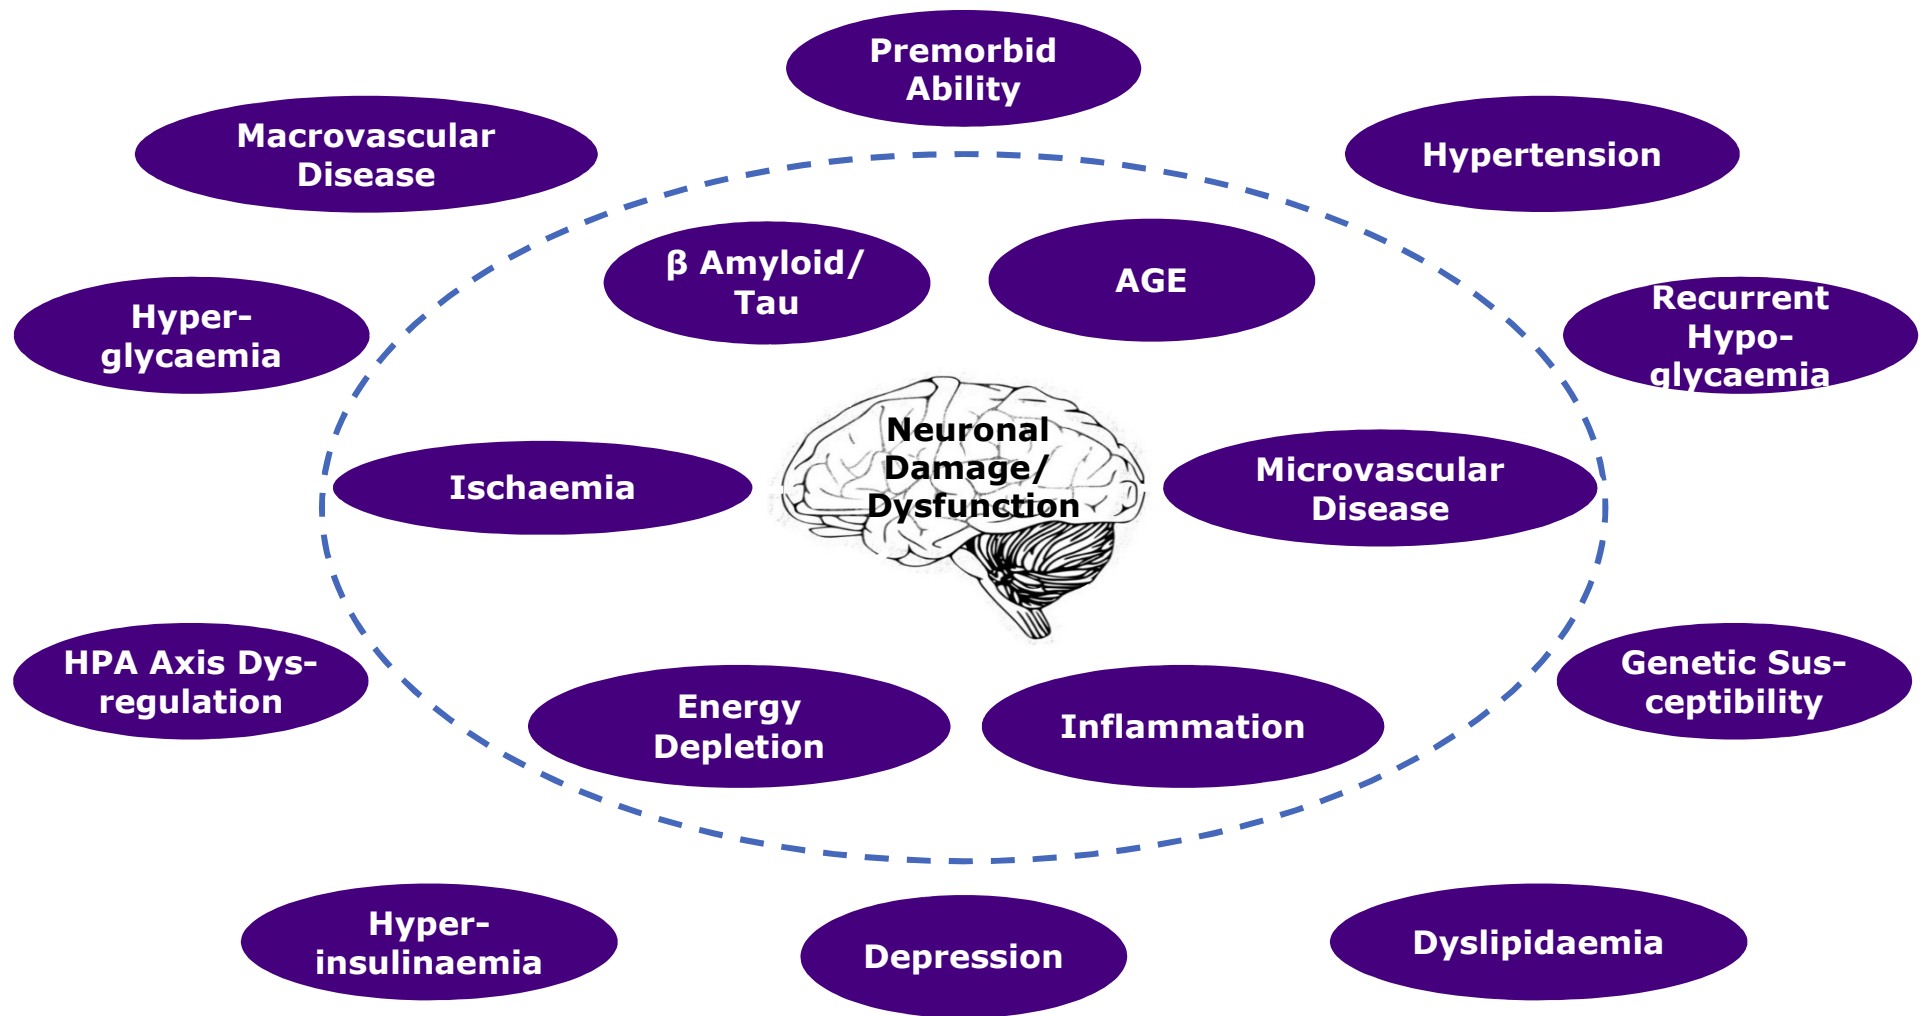 Premorbid
Ability
Macrovascular
Disease
Hypertension
β Amyloid/
Tau
AGE
Hyper-
glycaemia
Recurrent
Hypo-
glycaemia
Neuronal
Damage/
Dysfunction
Ischaemia
Microvascular
Disease
HPA Axis Dys-
regulation
Genetic Sus-
ceptibility
Energy
Depletion
Inflammation
Hyper-
insulinaemia
Depression
Dyslipidaemia